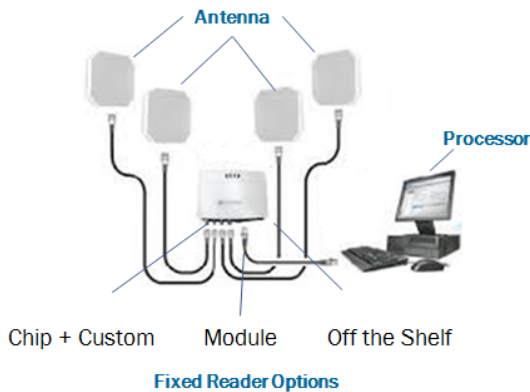 Antenna
Processor
Chip + Custom
Module
Off the Shelf
Fixed Reader Options